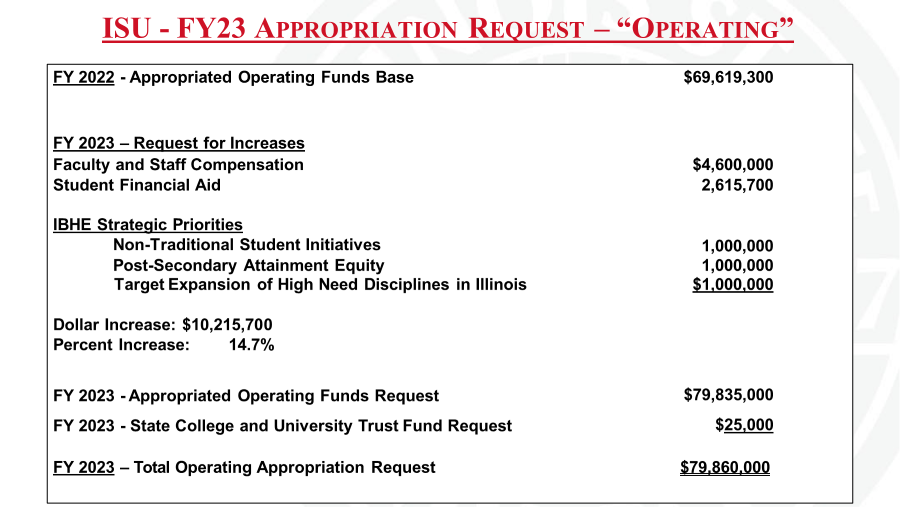 ISU - FY23 APPROPRIATION REQUEST – “OPERATING”
FY 2022 - Appropriated Operating Funds Base $69,619,300
FY 2023 – Request for Increases
Faculty and Staff Compensation $4,600,000
Student Financial Aid 2,615,700
IBHE Strategic Priorities
Non-Traditional Student Initiatives 1,000,000
Post-Secondary Attainment Equity 1,000,000
Target Expansion of High Need Disciplines in Illinois $1,000,000
Dollar Increase: $10,215,700
Percent Increase: 14.7%
FY 2023 - Appropriated Operating Funds Request $79,835,000
FY 2023 - State College and University Trust Fund Request $25,000
FY 2023 – Total Operating Appropriation Request $79,860,000